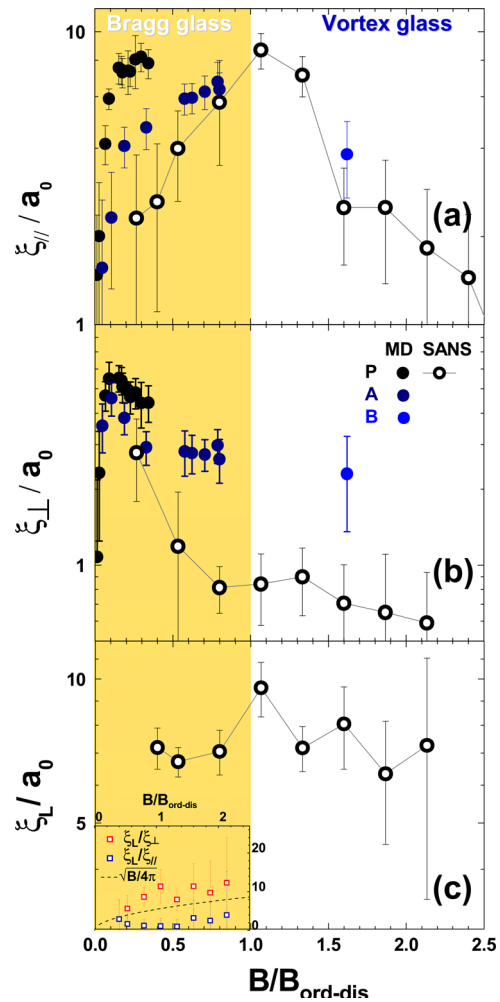 Bragg glass Vortex glass
10
ξ// / a0
(a)
1
MD SANS
P
A
B
ξ⊥ / a0
1
(b)
10
ξL/ a0
5
B/Bord-dis
0 1 2
ξL/ξ⊥
ξL/ξ//
√B/4π
20
10
0
(c)
0.0 0.5 1.0 1.5 2.0 2.5
B/Bord-dis